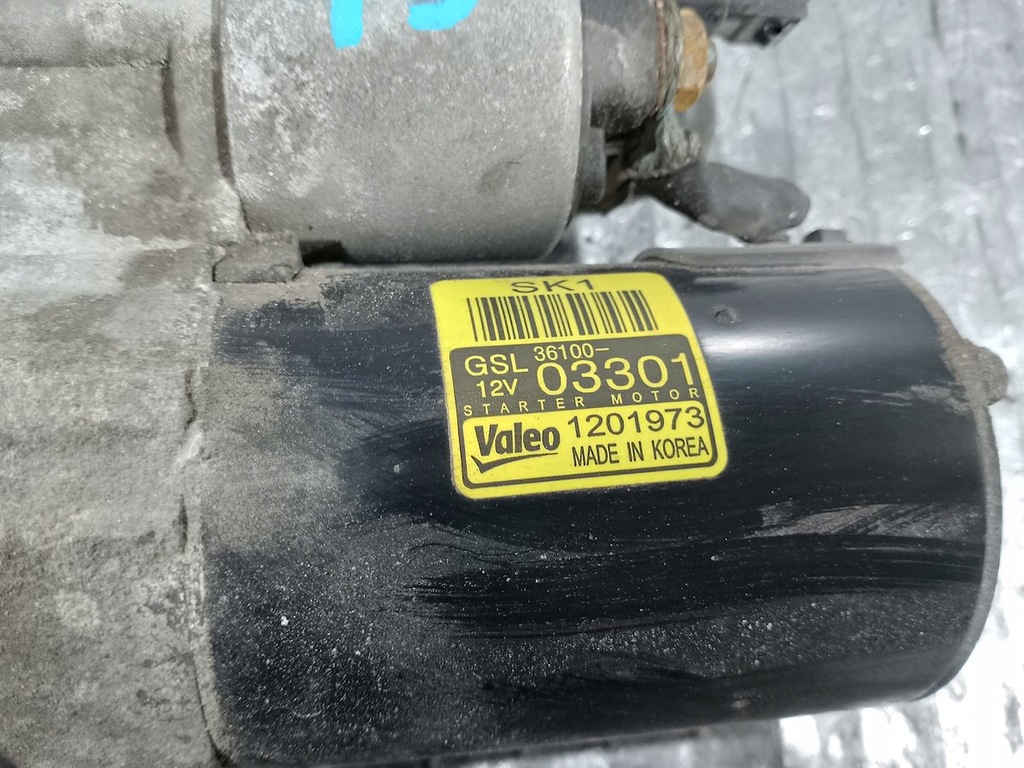 SK1
GSL 36100-
12V 03301
STARTER MOTOR
Valeo 1201973
MADE IN KOREA